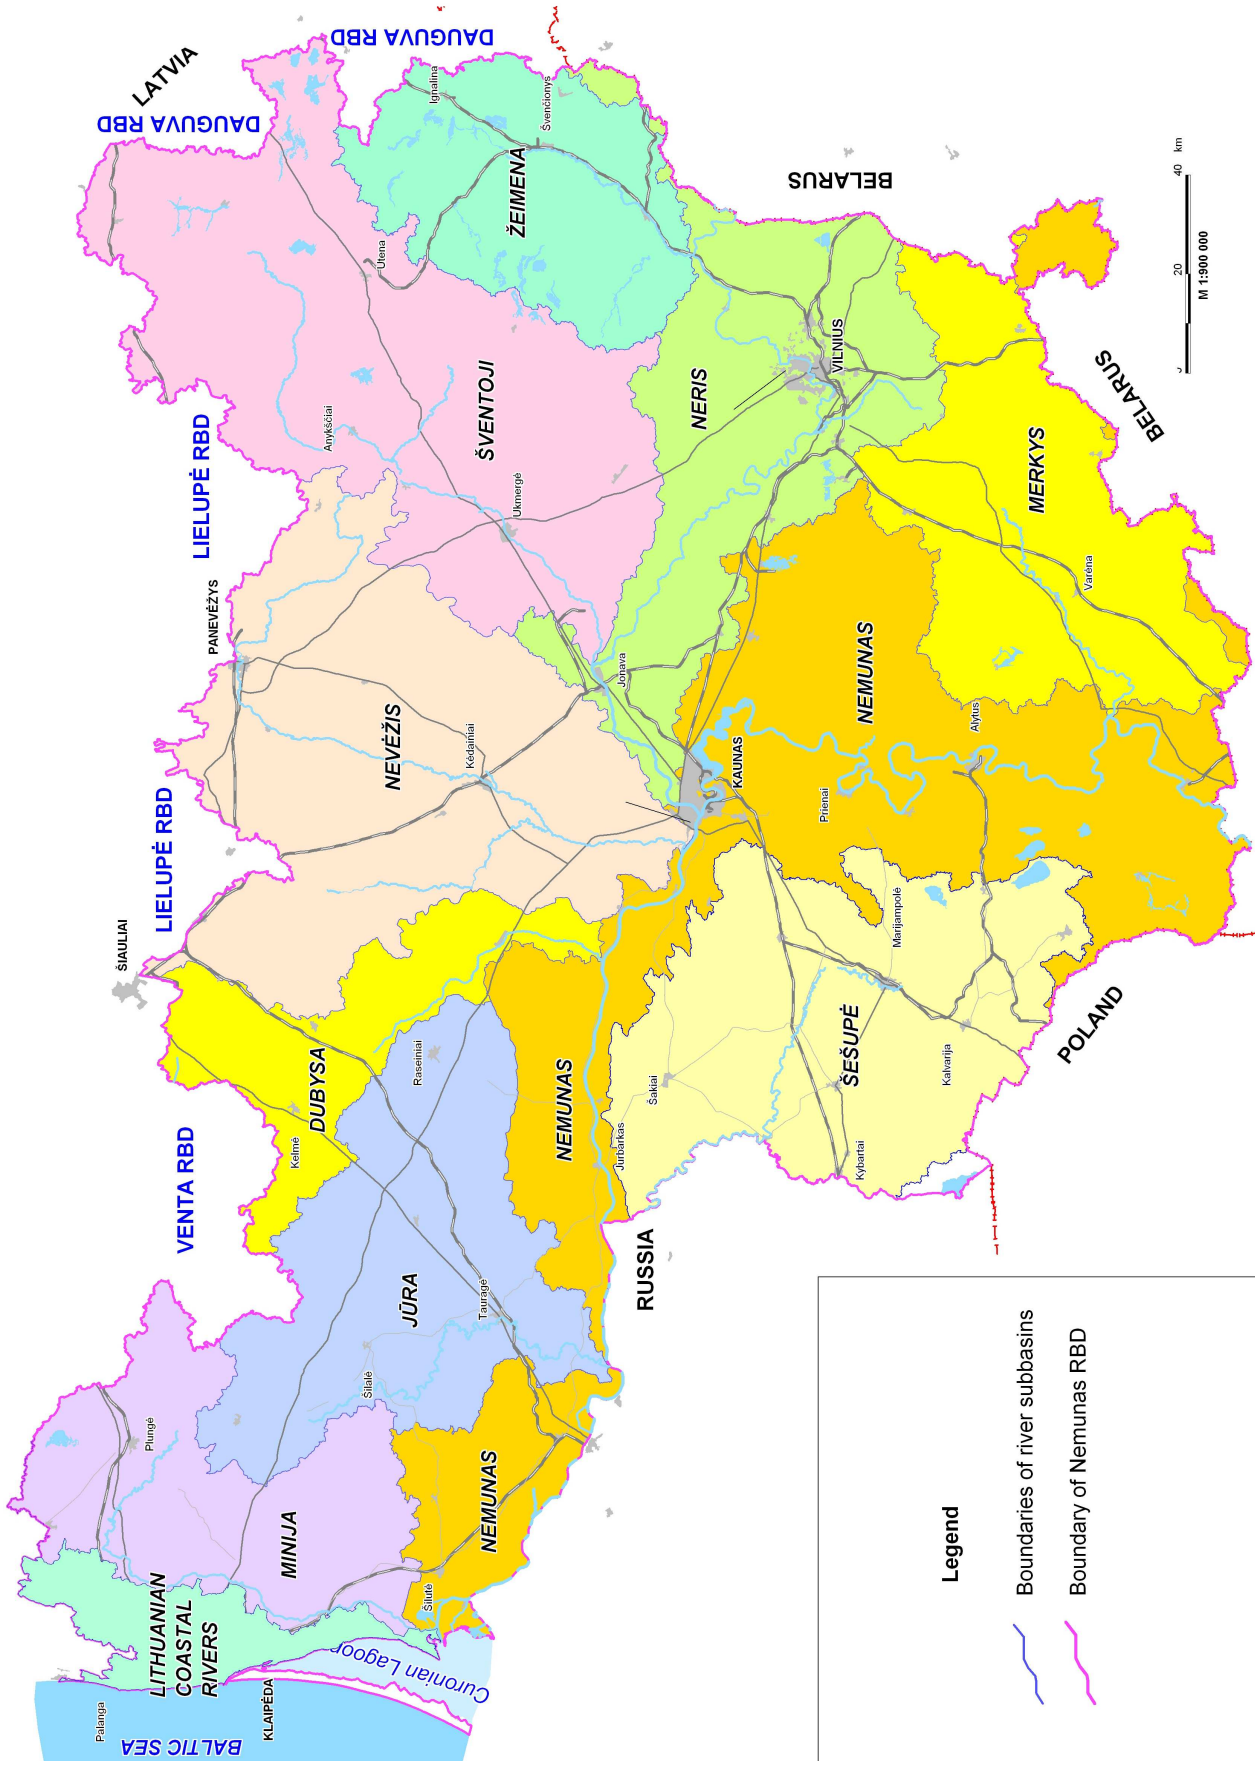 LATVIA
DAUGUVA RBD
DAUGUVA RBD
LIELUPĖ RBD
LIELUPĖ RBD
VENTA RBD
ŠIAULIAI
PANEVĖŽYS
Ignalina
Švenčionys
ŽEIMENA
Utena
Anykščiai
ŠVENTOJI
Ukmergė
NERIS
VILNIUS
BELARUS
BELARUS
MERKYS
Varėna
NEVĖŽIS
Kėdainiai
Jonava
KAUNAS
NEMUNAS
Prienai
Alytus
Marijampolė
ŠEŠUPĖ
Kalvarija
Kybartai
Šakiai
Jurbarkas
POLAND
RUSSIA
DUBYSA
Kelmė
Raseiniai
NEMUNAS
JŪRA
Tauragė
Šilalė
Plungė
MINIJA
NEMUNAS
Šilutė
LITHUANIAN
COASTAL
RIVERS
Palanga
KLAIPĖDA
BALTIC SEA
Curonian Lagoon
20
40
km
M 1:900 000
Legend
Boundaries of river subbasins
Boundary of Nemunas RBD